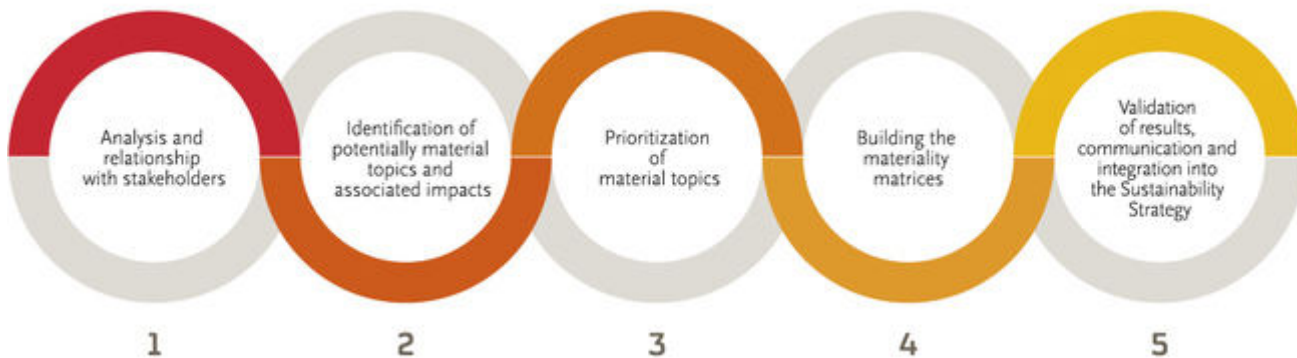 Analysis and
relationship
with stakeholders
Identification of
potentially material
topics and
associated impacts
Prioritization
of
material topics
Building the
materiality
matrices
Validation
of results,
communication and
integration into
the Sustainability
Strategy
1
2
3
4
5